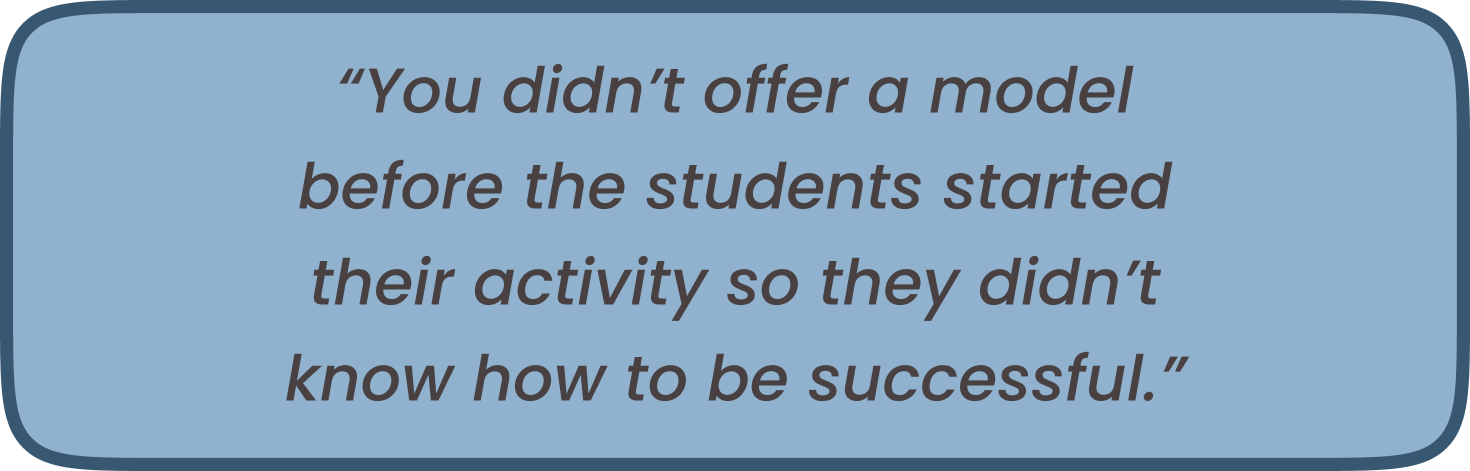 “You didn’t offer a model
before the students started
their activity so they didn’t
know how to be successful.”